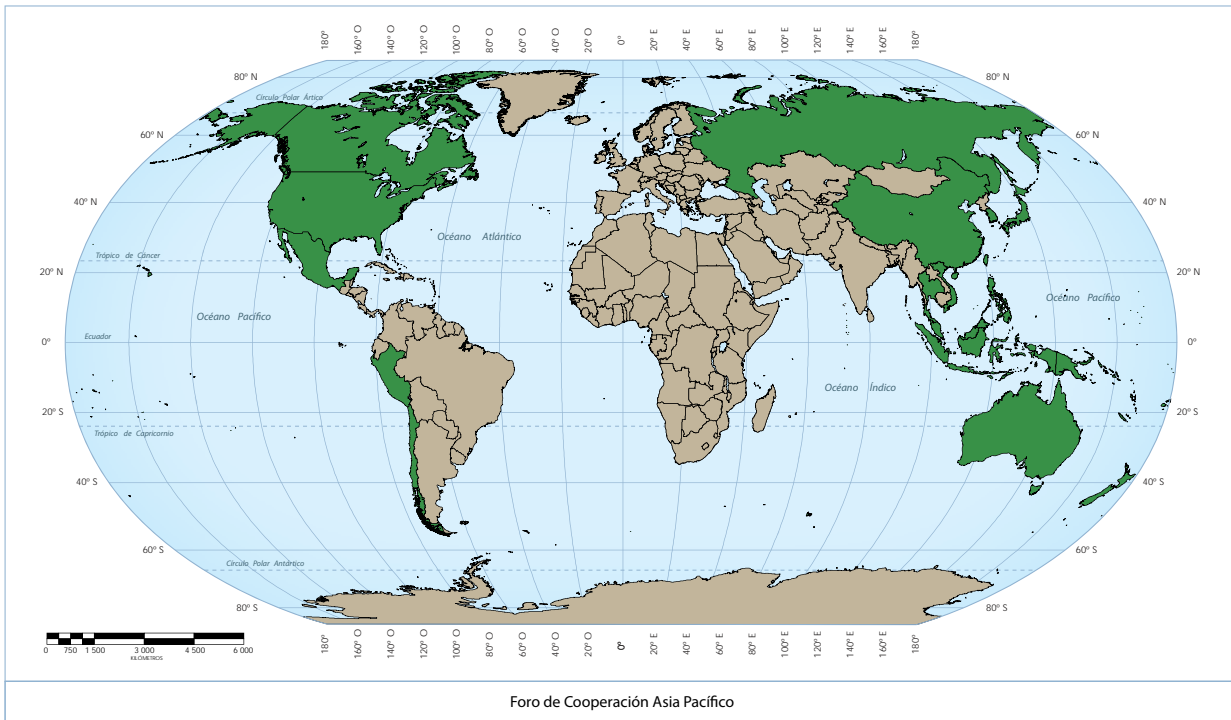 180° 160° O 140° O 120° O 100° O 80° O 60° O 40° O 20° O 0° 20° E 40° E 60° E 80° E 100° E 120° E 140° E 160° E 180°
80° N 80° N
Círculo Polar Ártico
60° N 60° N
40° N 40° N
Océano Atlántico
Trópico de Cáncer
20° N 20° N
Océano Pacífico
Océano Pacífico
Ecuador
0° 0°
Océano Índico
20° S 20° S
Trópico de Capricornio
40° S 40° S
60° S 60° S
Círculo Polar Antártico
80° S 80° S
180° 160° O 140° O 120° O 100° O 80° O 60° O 40° O 20° O 0° 20° E 40° E 60° E 80° E 100° E 120° E 140° E 160° E 180°
0 750 1 500 3 000 4 500 6 000
KILÓMETROS
Foro de Cooperación Asia Pacífico